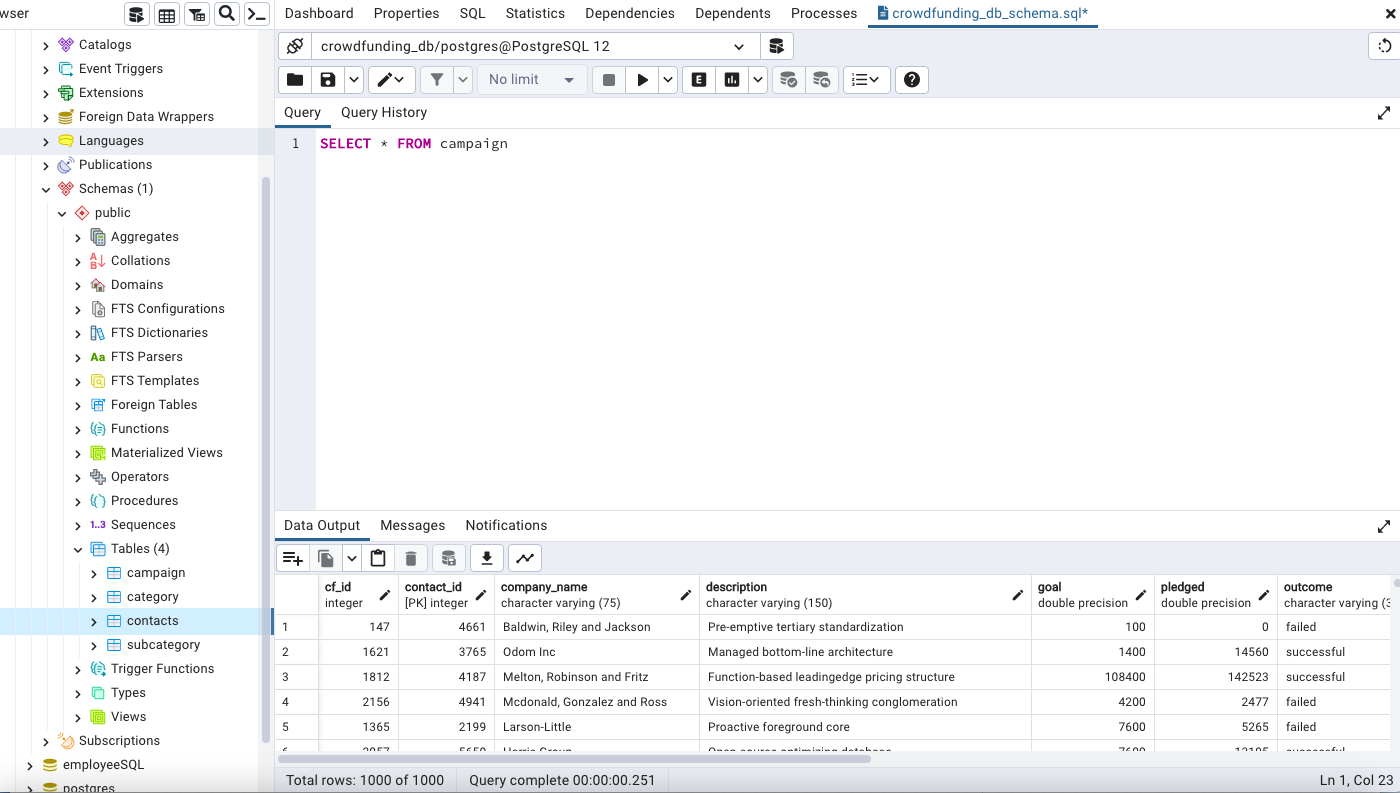 wser
Dashboard Properties SQL Statistics Dependencies Dependents Processes crowdfunding_db_schema.sql*
Catalogs
Event Triggers
Extensions
Foreign Data Wrappers
Languages
Publications
Schemas (1)
public
Aggregates
Collations
Domains
FTS Configurations
FTS Dictionaries
Aa FTS Parsers
FTS Templates
Foreign Tables
Functions
Materialized Views
Operators
Procedures
1..3 Sequences
Tables (4)
campaign
category
contacts
subcategory
Trigger Functions
Types
Views
Subscriptions
employeeSQL
postgres
crowdfunding_db/postgres@PostgreSQL 12
No limit
E
Query Query History
1 SELECT * FROM campaign
Data Output Messages Notifications
cf_id contact_id company_name description goal pledged outcome
integer [PK] integer character varying (75) character varying (150) double precision double precision character varying (3
1 147 4661 Baldwin, Riley and Jackson Pre-emptive tertiary standardization 100 0 failed
2 1621 3765 Odom Inc Managed bottom-line architecture 1400 14560 successful
3 1812 4187 Melton, Robinson and Fritz Function-based leadingedge pricing structure 108400 142523 successful
4 2156 4941 Mcdonald, Gonzalez and Ross Vision-oriented fresh-thinking conglomeration 4200 2477 failed
5 1365 2199 Larson-Little Proactive foreground core 7600 5265 failed
Total rows: 1000 of 1000 Query complete 00:00:00.251 Ln 1, Col 23